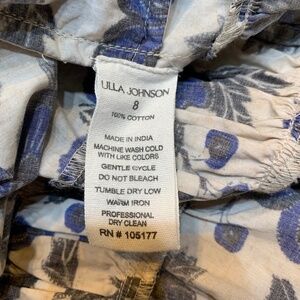 ULLA JOHNSON
8
100% COTTON
MADE IN INDIA
MACHINE WASH COLD
WITH LIKE COLORS
GENTLE CYCLE
DO NOT BLEACH
TUMBLE DRY LOW
WARM IRON
PROFESSIONAL
DRY CLEAN
RN # 105177